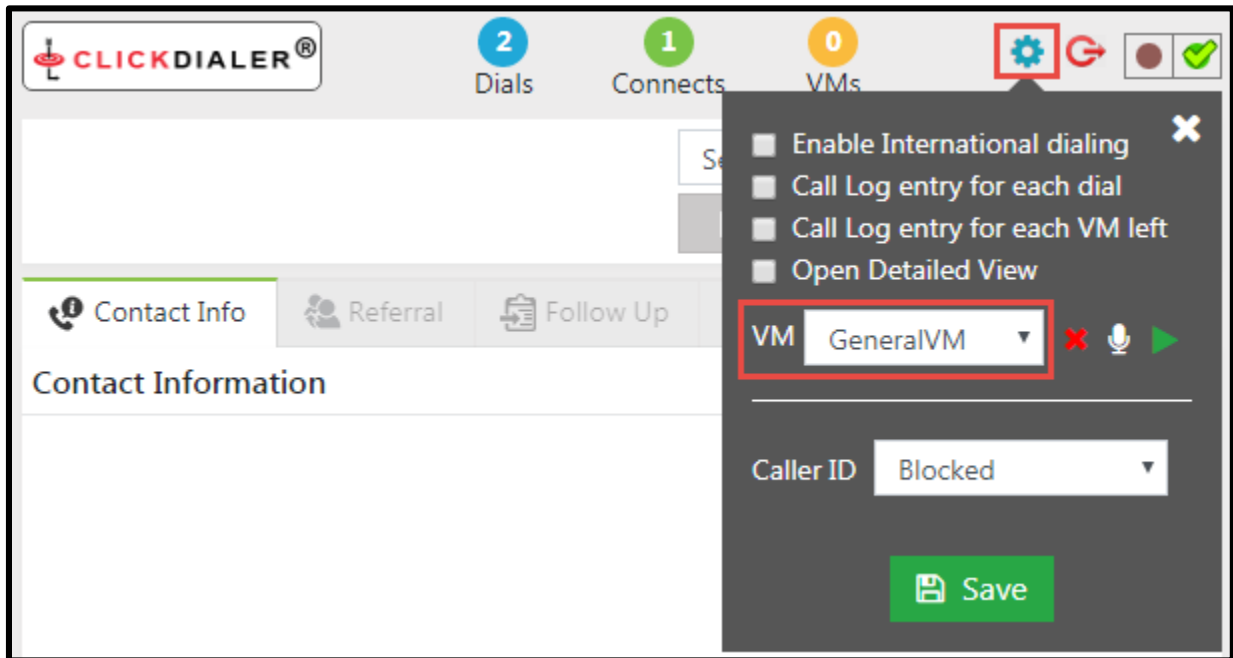 CLICKDIALER®
2
Dials
1
Connects
0
VMs
Enable International dialing
Call Log entry for each dial
Call Log entry for each VM left
Open Detailed View
VM GeneralVM
Caller ID Blocked
Save
Contact Info Referral Follow Up
Contact Information